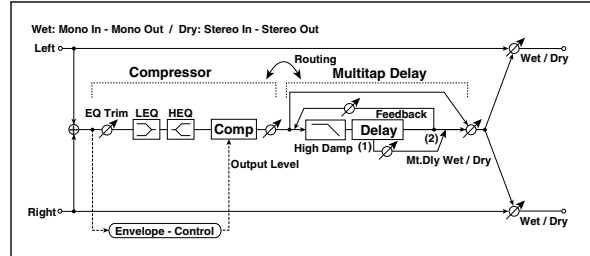 Wet: Mono In - Mono Out / Dry: Stereo In - Stereo Out
Left
Wet / Dry
Routing
Compressor
Multitap Delay
EQ Trim
LEQ
HEQ
Feedback
Comp
Delay
High Damp
(1)
(2)
Mt.Dly Wet / Dry
Output Level
Right
Wet / Dry
Envelope - Control